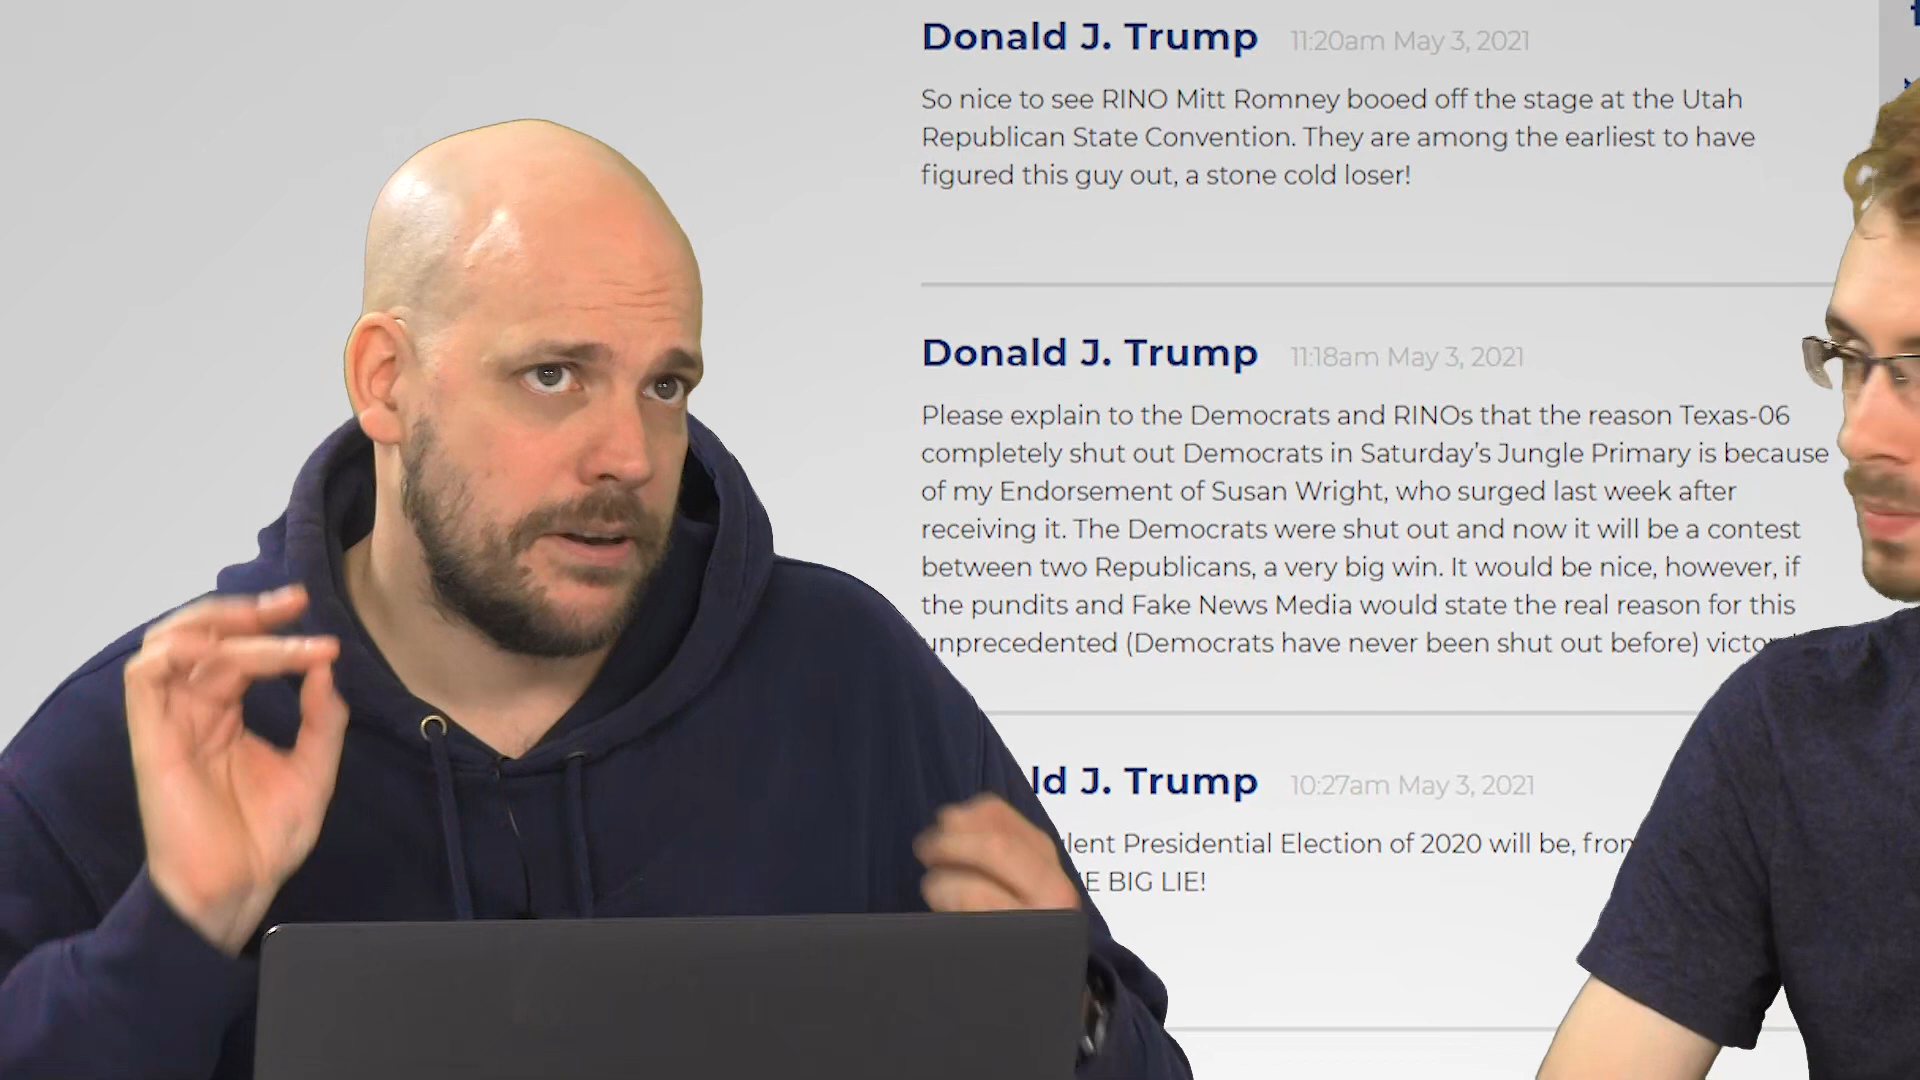 Donald J. Trump 11:20am May 3, 2021
So nice to see RINO Mitt Romney booed off the stage at the Utah
Republican State Convention. They are among the earliest to have
figured this guy out, a stone cold loser!
Donald J. Trump 11:18am May 3, 2021
Please explain to the Democrats and RINOs that the reason Texas-06
completely shut out Democrats in Saturday's Jungle Primary is because
of my Endorsement of Susan Wright, who surged last week after
receiving it. The Democrats were shut out and now it will be a contest
between two Republicans, a very big win. It would be nice, however, if
the pundits and Fake News Media would state the real reason for this
unprecedented (Democrats have never been shut out before)
J. Trump 10:27am May 3, 2021
Presidential Election of 2020 will be,
BIG LIE!